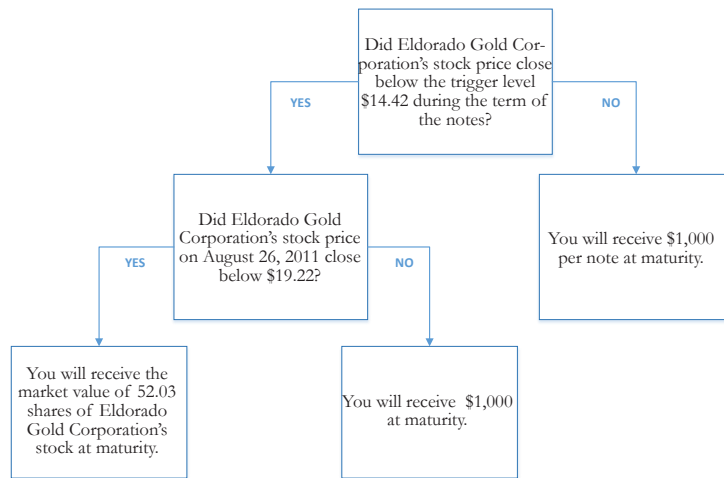 Did Eldorado Gold Cor-
poration's stock price close
below the trigger level
$14.42 during the term of
the notes?
YES
NO
Did Eldorado Gold
Corporation's stock price
on August 26, 2011 close
below $19.22?
You will receive $1,000
per note at maturity.
YES
NO
You will receive the
market value of 52.03
shares of Eldorado
Gold Corporation's
stock at maturity.
You will receive $1,000
at maturity.